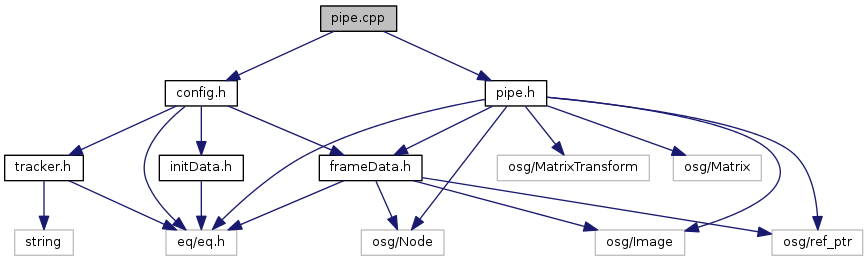 pipe.cpp
config.h
pipe.h
tracker.h
initData.h
frameData.h
osg/MatrixTransform
osg/Matrix
string
eq/eq.h
osg/Node
osg/Image
osg/ref_ptr